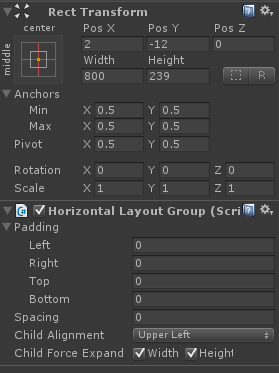 Rect Transform
center
Pos X Pos Y Pos Z
2 -12 0
middle
Width Height
800 239
R
Anchors
Min X 0.5 Y 0.5
Max X 0.5 Y 0.5
Pivot X 0.5 Y 0.5
Rotation X 0 Y 0 Z 0
Scale X 1 Y 1 Z 1
C#
Horizontal Layout Group (Scri
Padding
Left 0
Right 0
Top 0
Bottom 0
Spacing 0
Child Alignment Upper Left
Child Force Expand Width Height